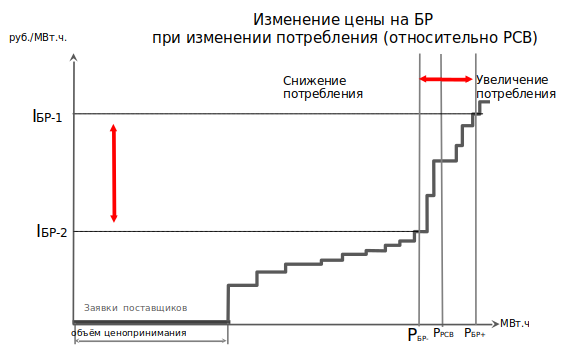 Изменение цены на БР
при изменении потребления (относительно РСВ)
руб./МВт.ч.
Снижение
потребления
Увеличение
потребления
IБР-1
IБР-2
Заявки поставщиков
объём ценопринимания
PБР-
PРСВ
PБР+
МВт.ч